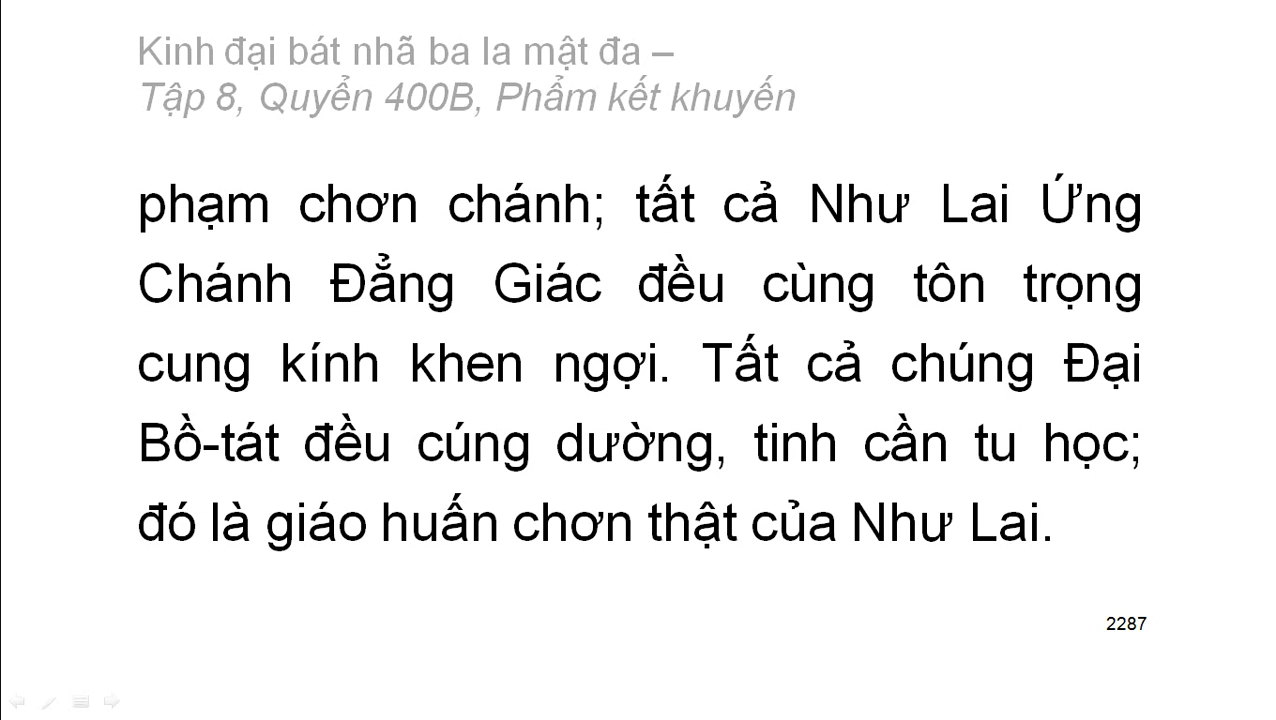 Kinh đại bát nhã ba la mật đa –
Tập 8, Quyển 400B, Phẩm kết khuyến
phạm chơn chánh; tất cả Như Lai Ứng
Chánh Đẳng Giác đều cùng tôn trọng
cung kính khen ngợi. Tất cả chúng Đại
Bồ-tát đều cúng dường, tinh cần tu học;
đó là giáo huấn chơn thật của Như Lai.
2287